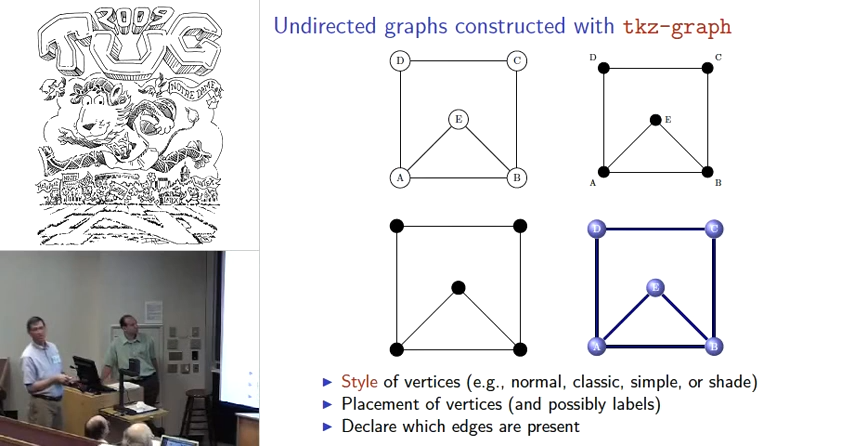 2009
TUG
NOTRE DAME
Undirected graphs constructed with tkz-graph
D C
E
A B
D C
E
A B
D C
E
A B
▶ Style of vertices (e.g., normal, classic, simple, or shade)
▶ Placement of vertices (and possibly labels)
▶ Declare which edges are present